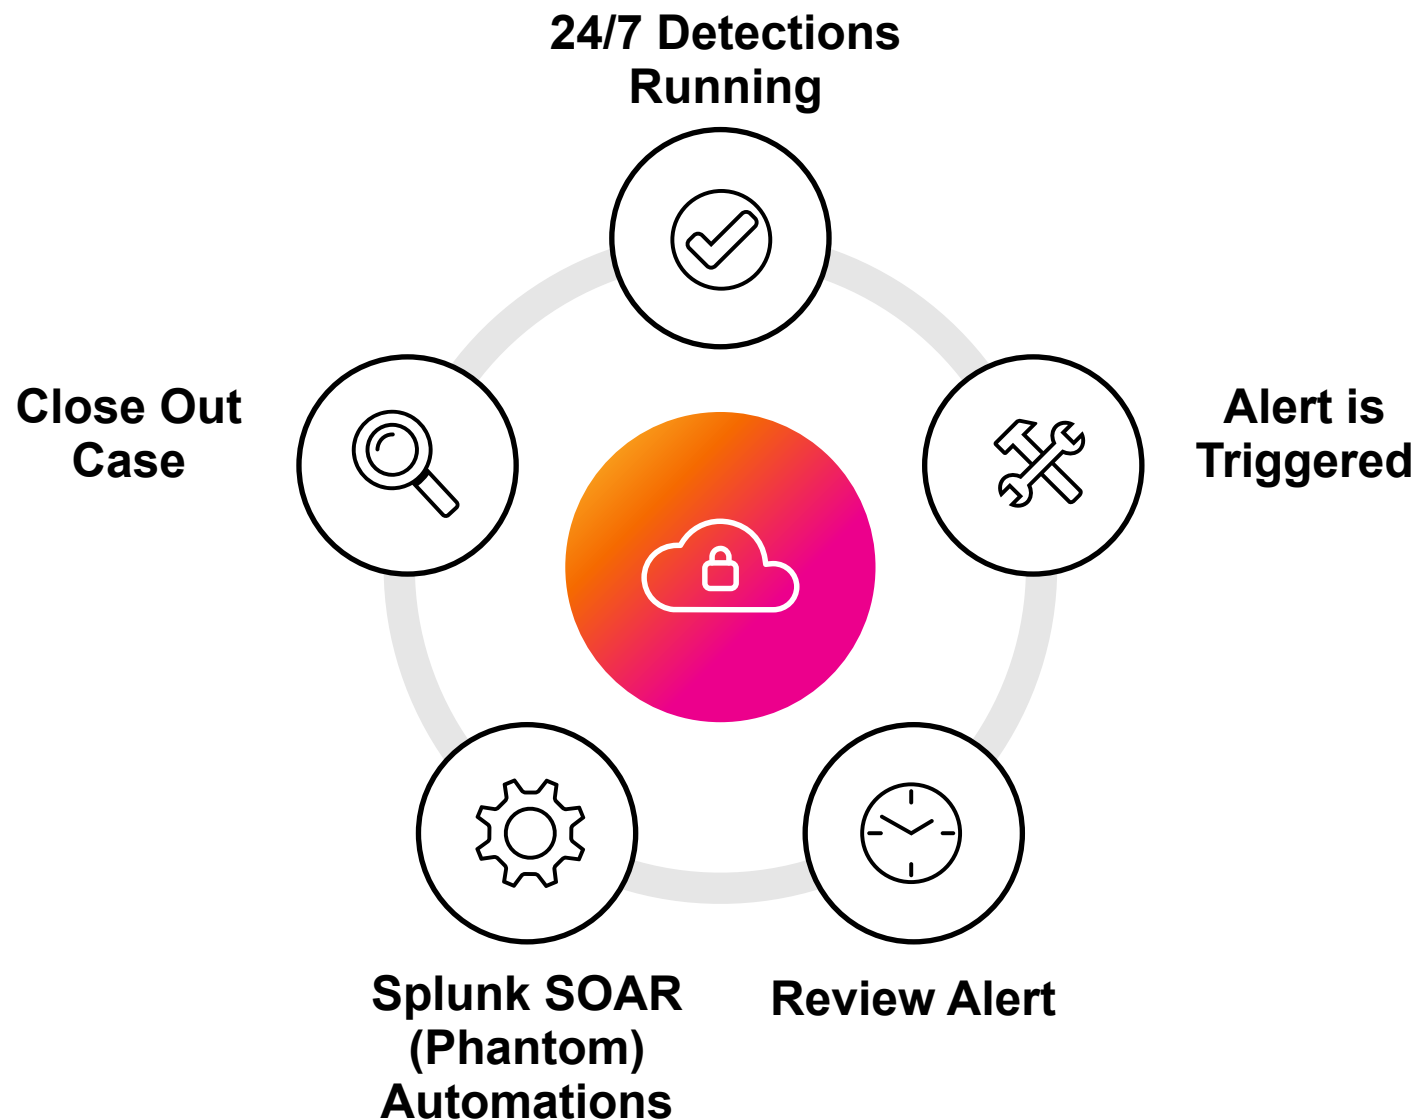 24/7 Detections
Running
Alert is
Triggered
Review Alert
Splunk SOAR
(Phantom)
Automations
Close Out
Case